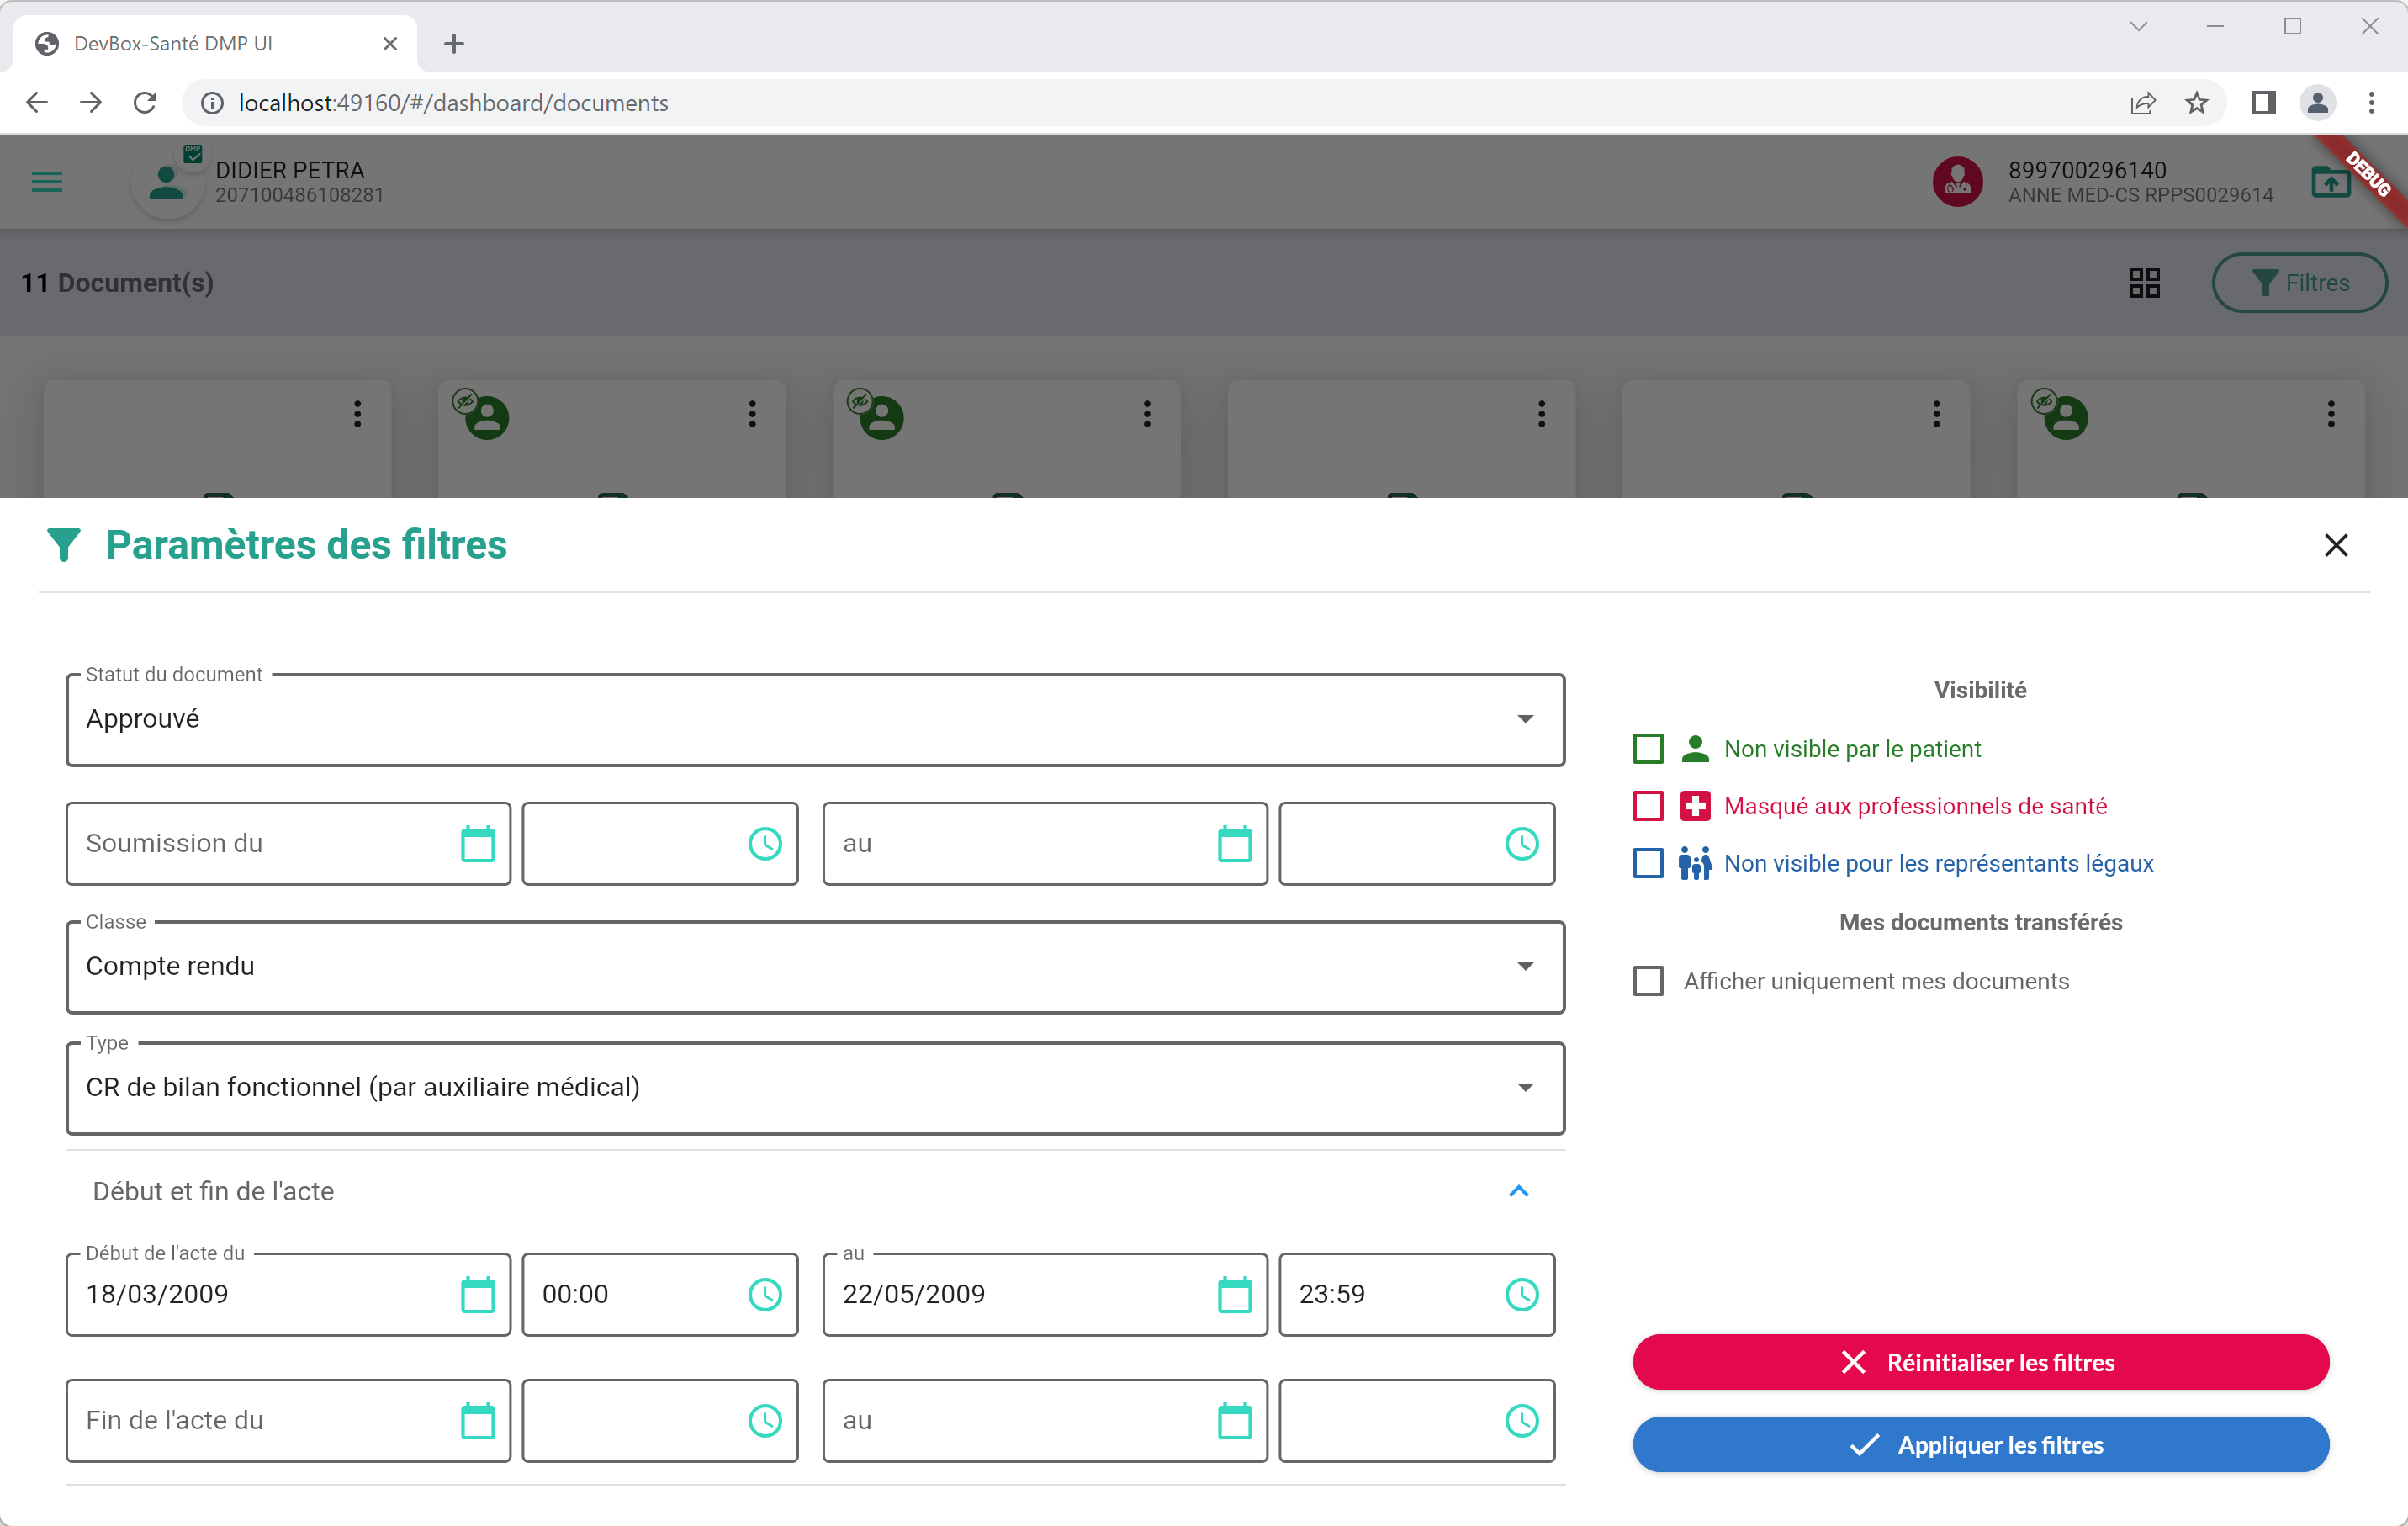 DevBox-Santé DMP UI
localhost:49160/#/dashboard/documents
DMP
DIDIER PETRA
207100486108281
899700296140
ANNE MED-CS RPPS0029614
DEBUG
11 Document(s)
Filtres
Paramètres des filtres
Statut du document
Approuvé
Soumission du
au
Classe
Compte rendu
Type
CR de bilan fonctionnel (par auxiliaire médical)
Début et fin de l'acte
Début de l'acte du
18/03/2009
00:00
au
22/05/2009
23:59
Fin de l'acte du
au
Visibilité
Non visible par le patient
Masqué aux professionnels de santé
Non visible pour les représentants légaux
Mes documents transférés
Afficher uniquement mes documents
Réinitialiser les filtres
Appliquer les filtres